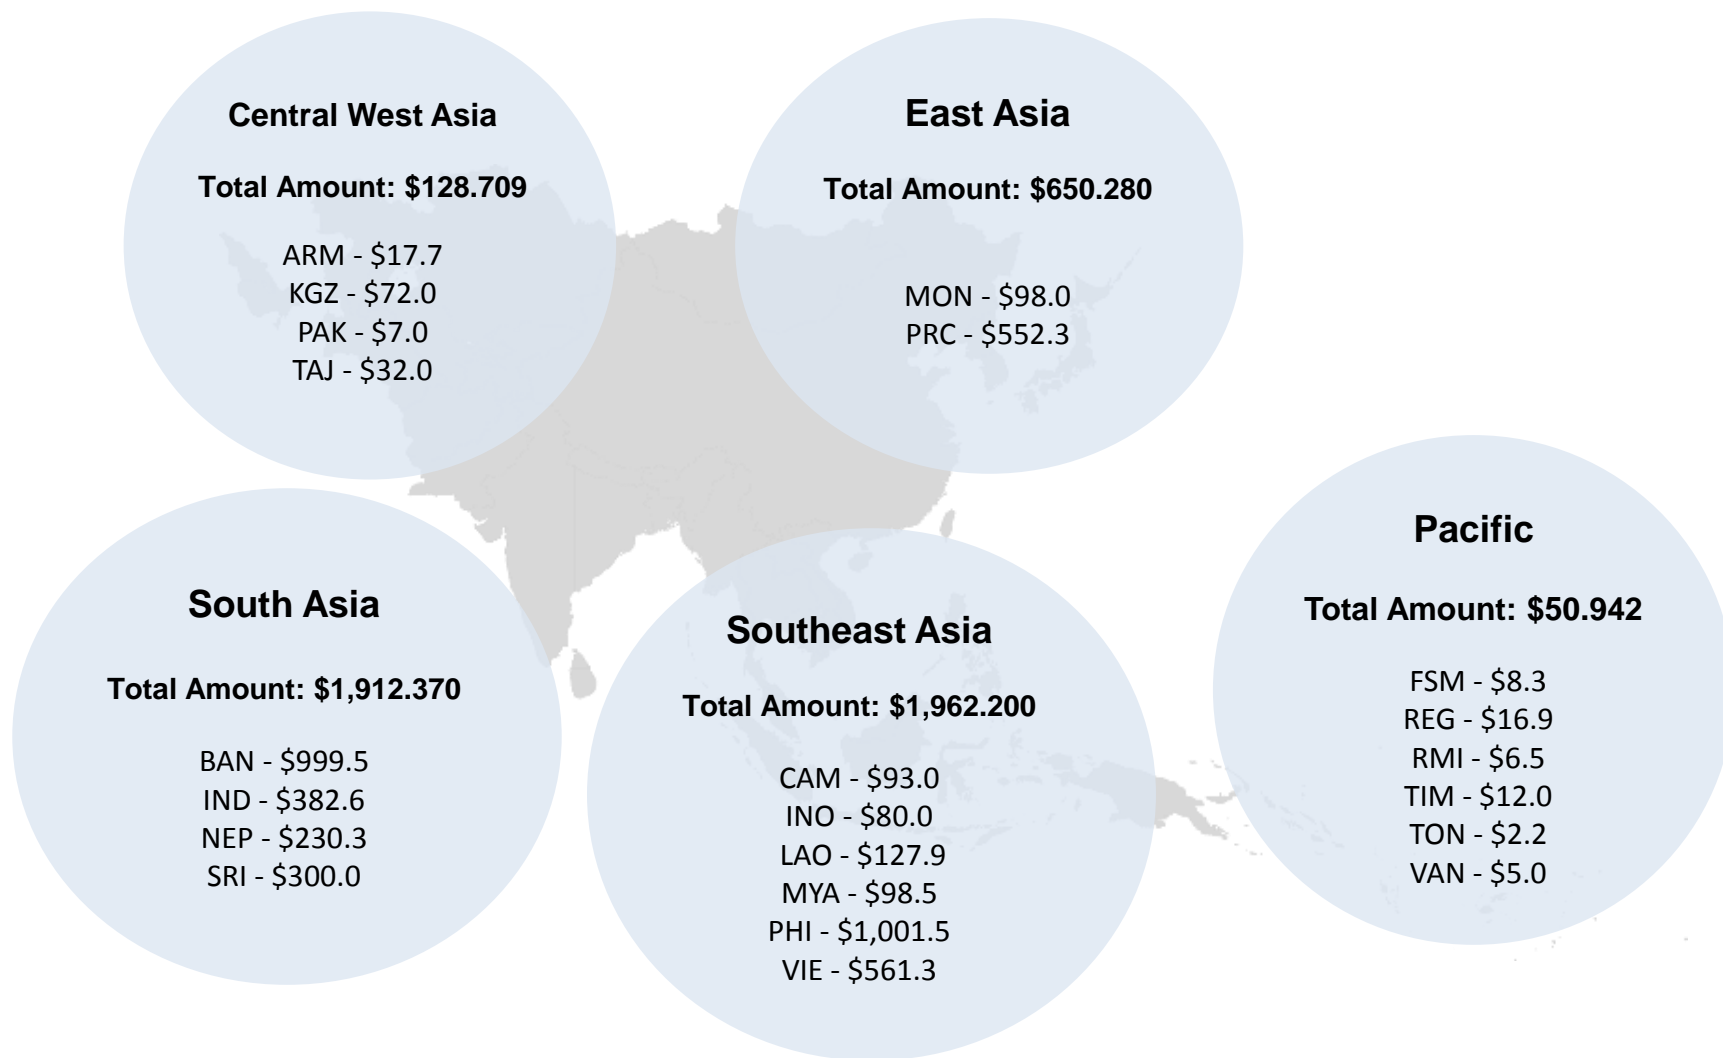 Central West Asia
Total Amount: $128.709
ARM - $17.7
KGZ - $72.0
PAK - $7.0
TAJ - $32.0
East Asia
Total Amount: $650.280
MON - $98.0
PRC - $552.3
South Asia
Total Amount: $1,912.370
BAN - $999.5
IND - $382.6
NEP - $230.3
SRI - $300.0
Southeast Asia
Total Amount: $1,962.200
CAM - $93.0
INO - $80.0
LAO - $127.9
MYA - $98.5
PHI - $1,001.5
VIE - $561.3
Pacific
Total Amount: $50.942
FSM - $8.3
REG - $16.9
RMI - $6.5
TIM - $12.0
TON - $2.2
VAN - $5.0